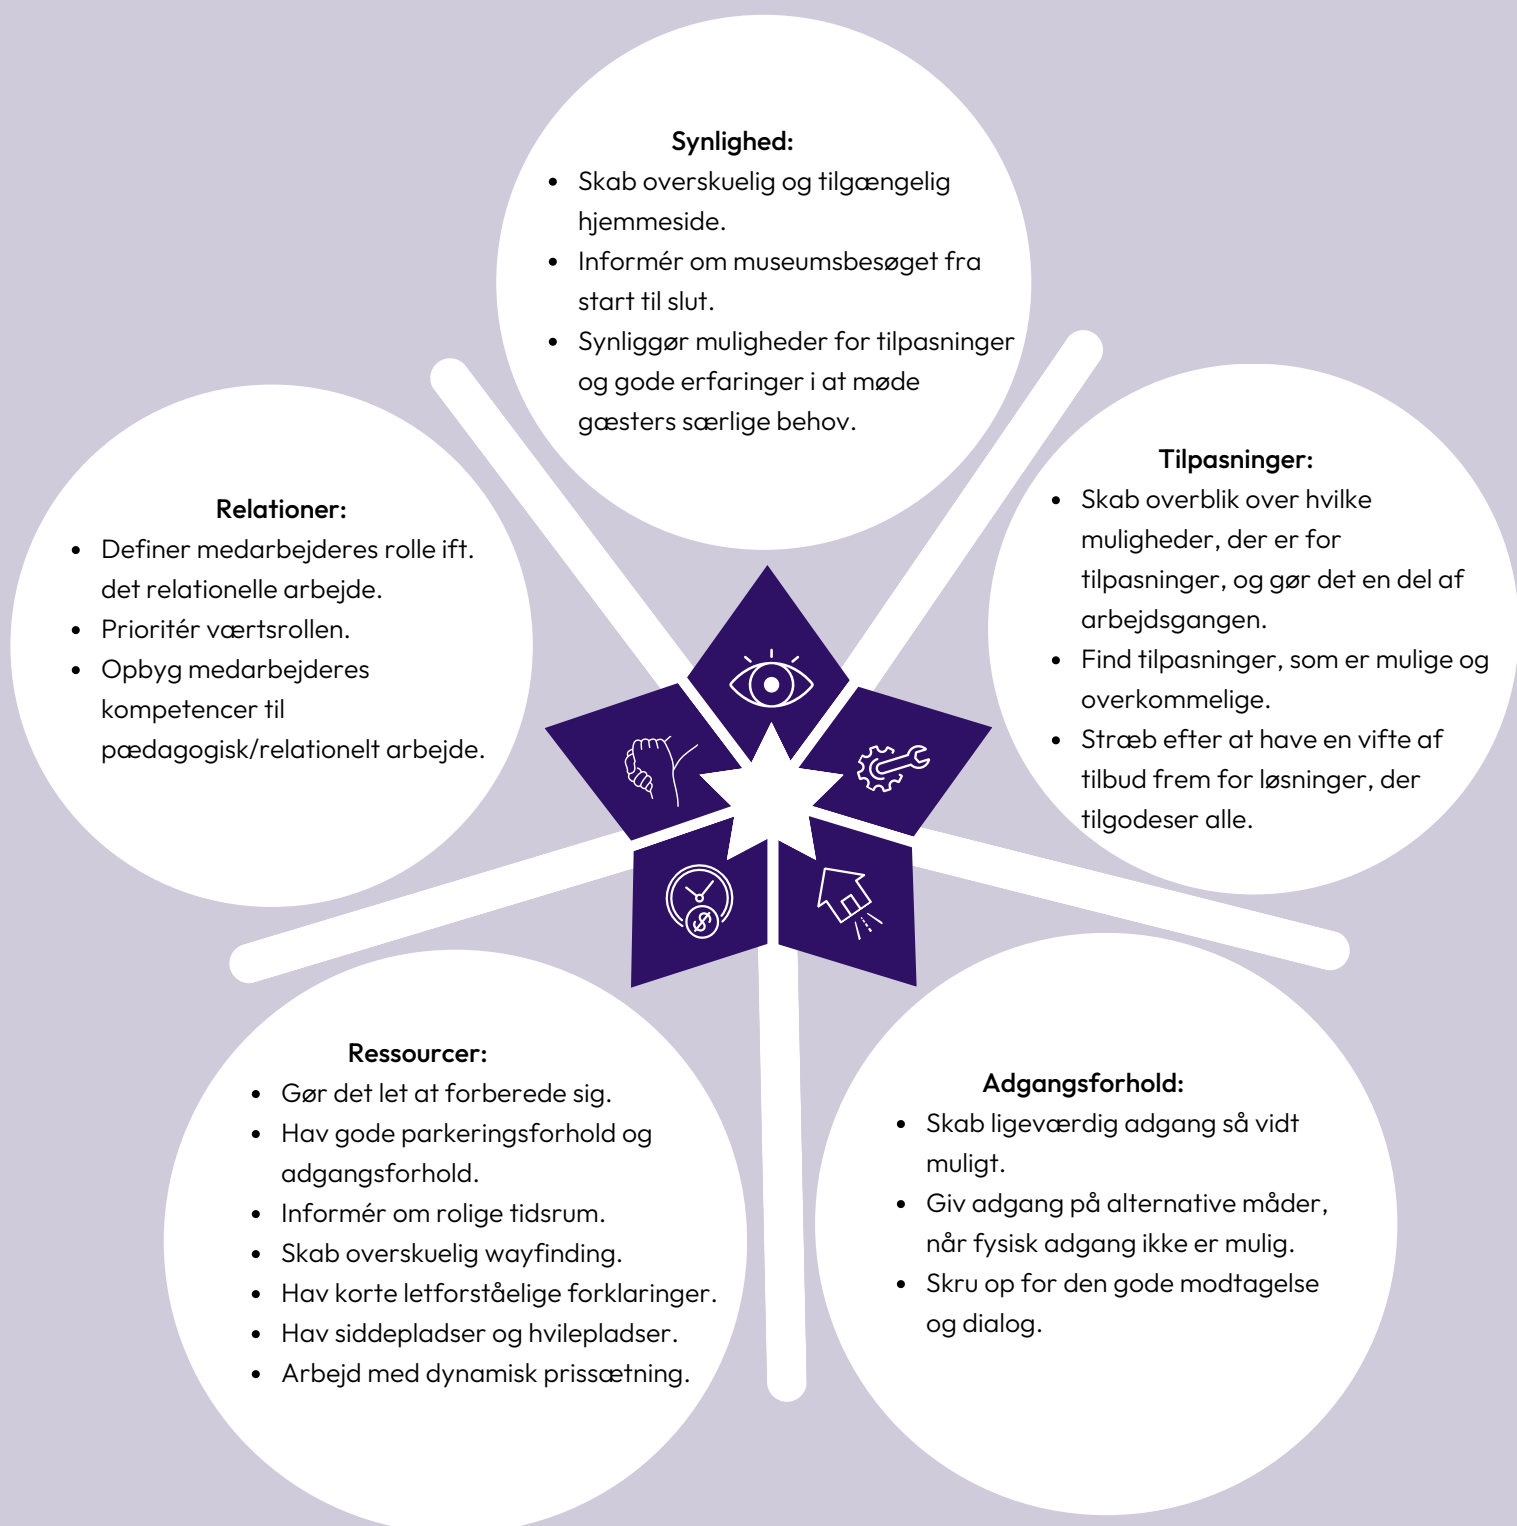 Synlighed:
• Skab overskuelig og tilgængelig
hjemmeside.
• Informér om museumsbesøget fra
start til slut.
• Synliggør muligheder for tilpasninger
og gode erfaringer i at møde
gæsters særlige behov.
Relationer:
• Definer medarbejderes rolle ift.
det relationelle arbejde.
• Prioritér værtsrollen.
• Opbyg medarbejderes
kompetencer til
pædagogisk/relationelt arbejde.
Tilpasninger:
• Skab overblik over hvilke
muligheder, der er for
tilpasninger, og gør det en del af
arbejdsgangen.
• Find tilpasninger, som er mulige og
overkommelige.
• Stræb efter at have en vifte af
tilbud frem for løsninger, der
tilgodeser alle.
$
Ressourcer:
• Gør det let at forberede sig.
• Hav gode parkeringsforhold og
adgangsforhold.
• Informér om rolige tidsrum.
• Skab overskuelig wayfinding.
• Hav korte letforståelige forklaringer.
• Hav siddepladser og hvilepladser.
• Arbejd med dynamisk prissætning.
Adgangsforhold:
• Skab ligeværdig adgang så vidt
muligt.
• Giv adgang på alternative måder,
når fysisk adgang ikke er mulig.
• Skru op for den gode modtagelse
og dialog.